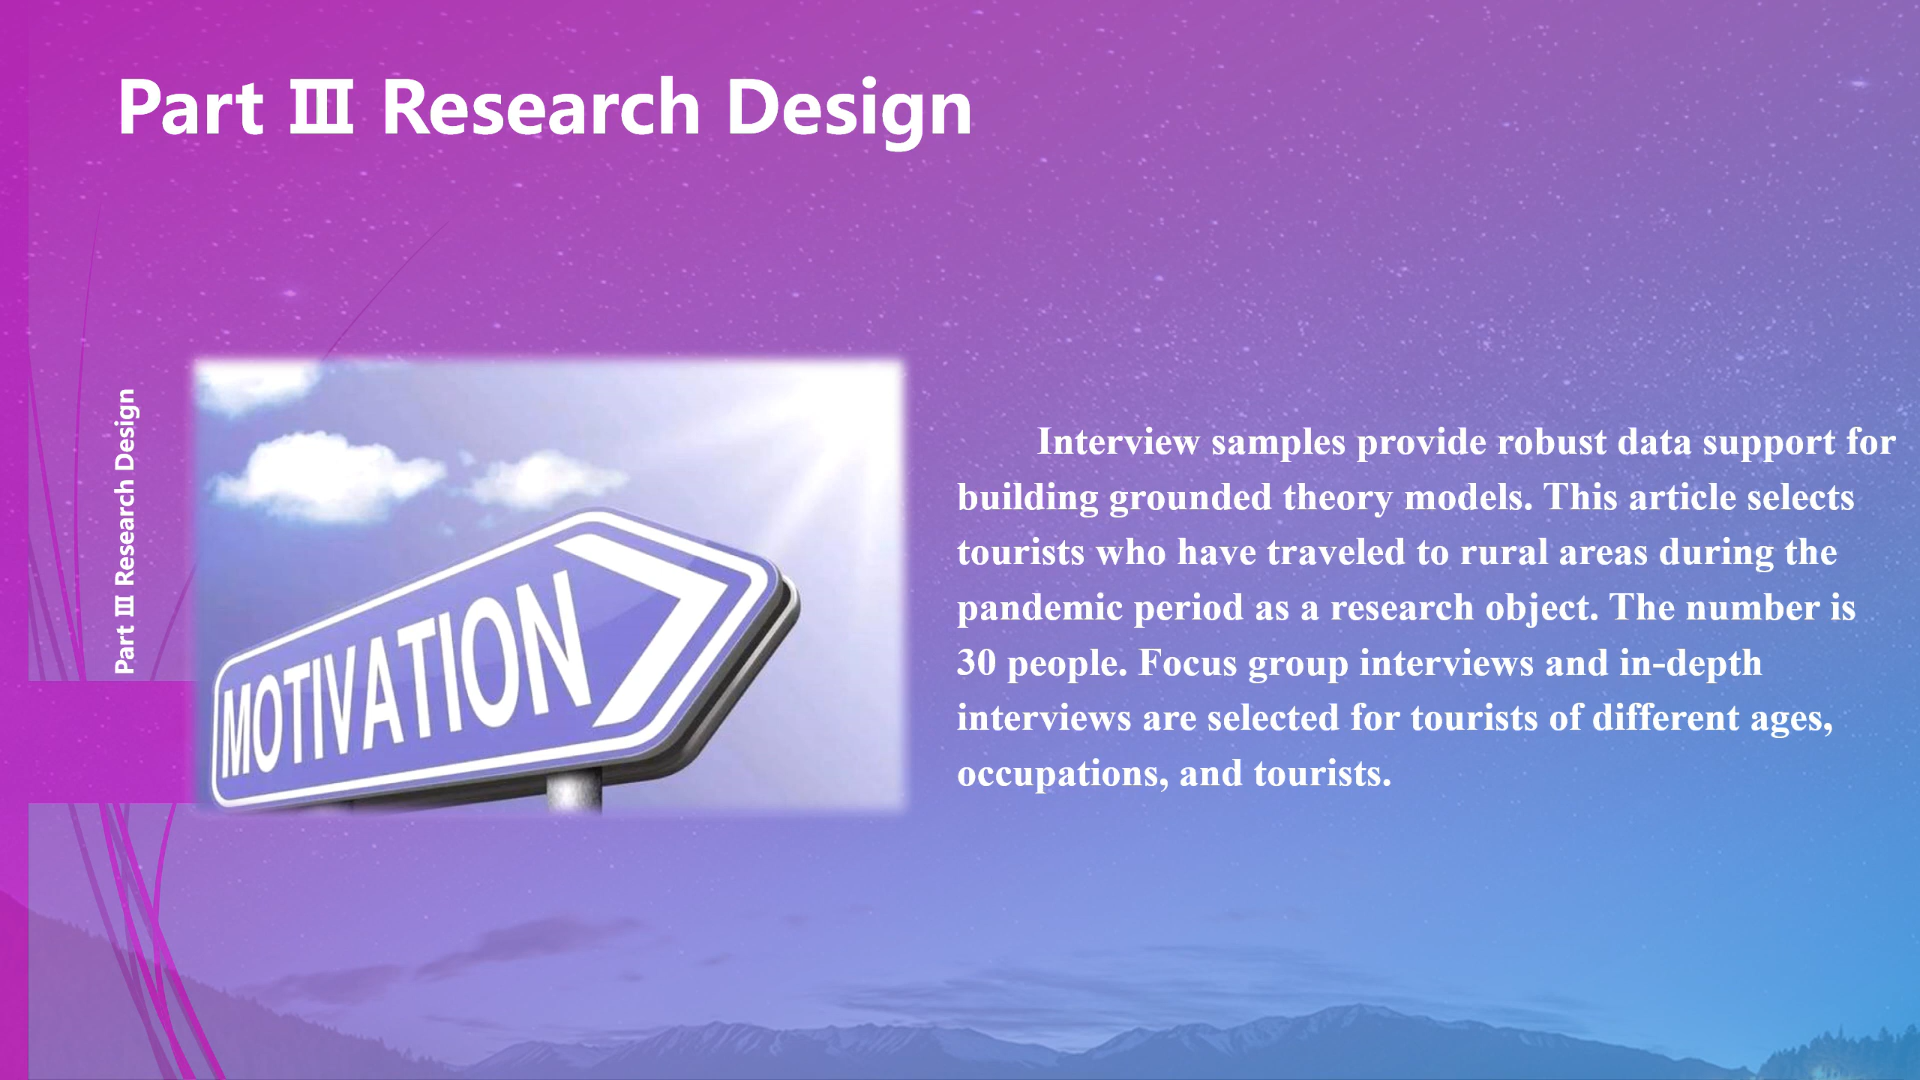 Part Ⅲ Research Design
Part Ⅲ Research Design
MOTIVATION
Interview samples provide robust data support for
building grounded theory models. This article selects
tourists who have traveled to rural areas during the
pandemic period as a research object. The number is
30 people. Focus group interviews and in-depth
interviews are selected for tourists of different ages,
occupations, and tourists.